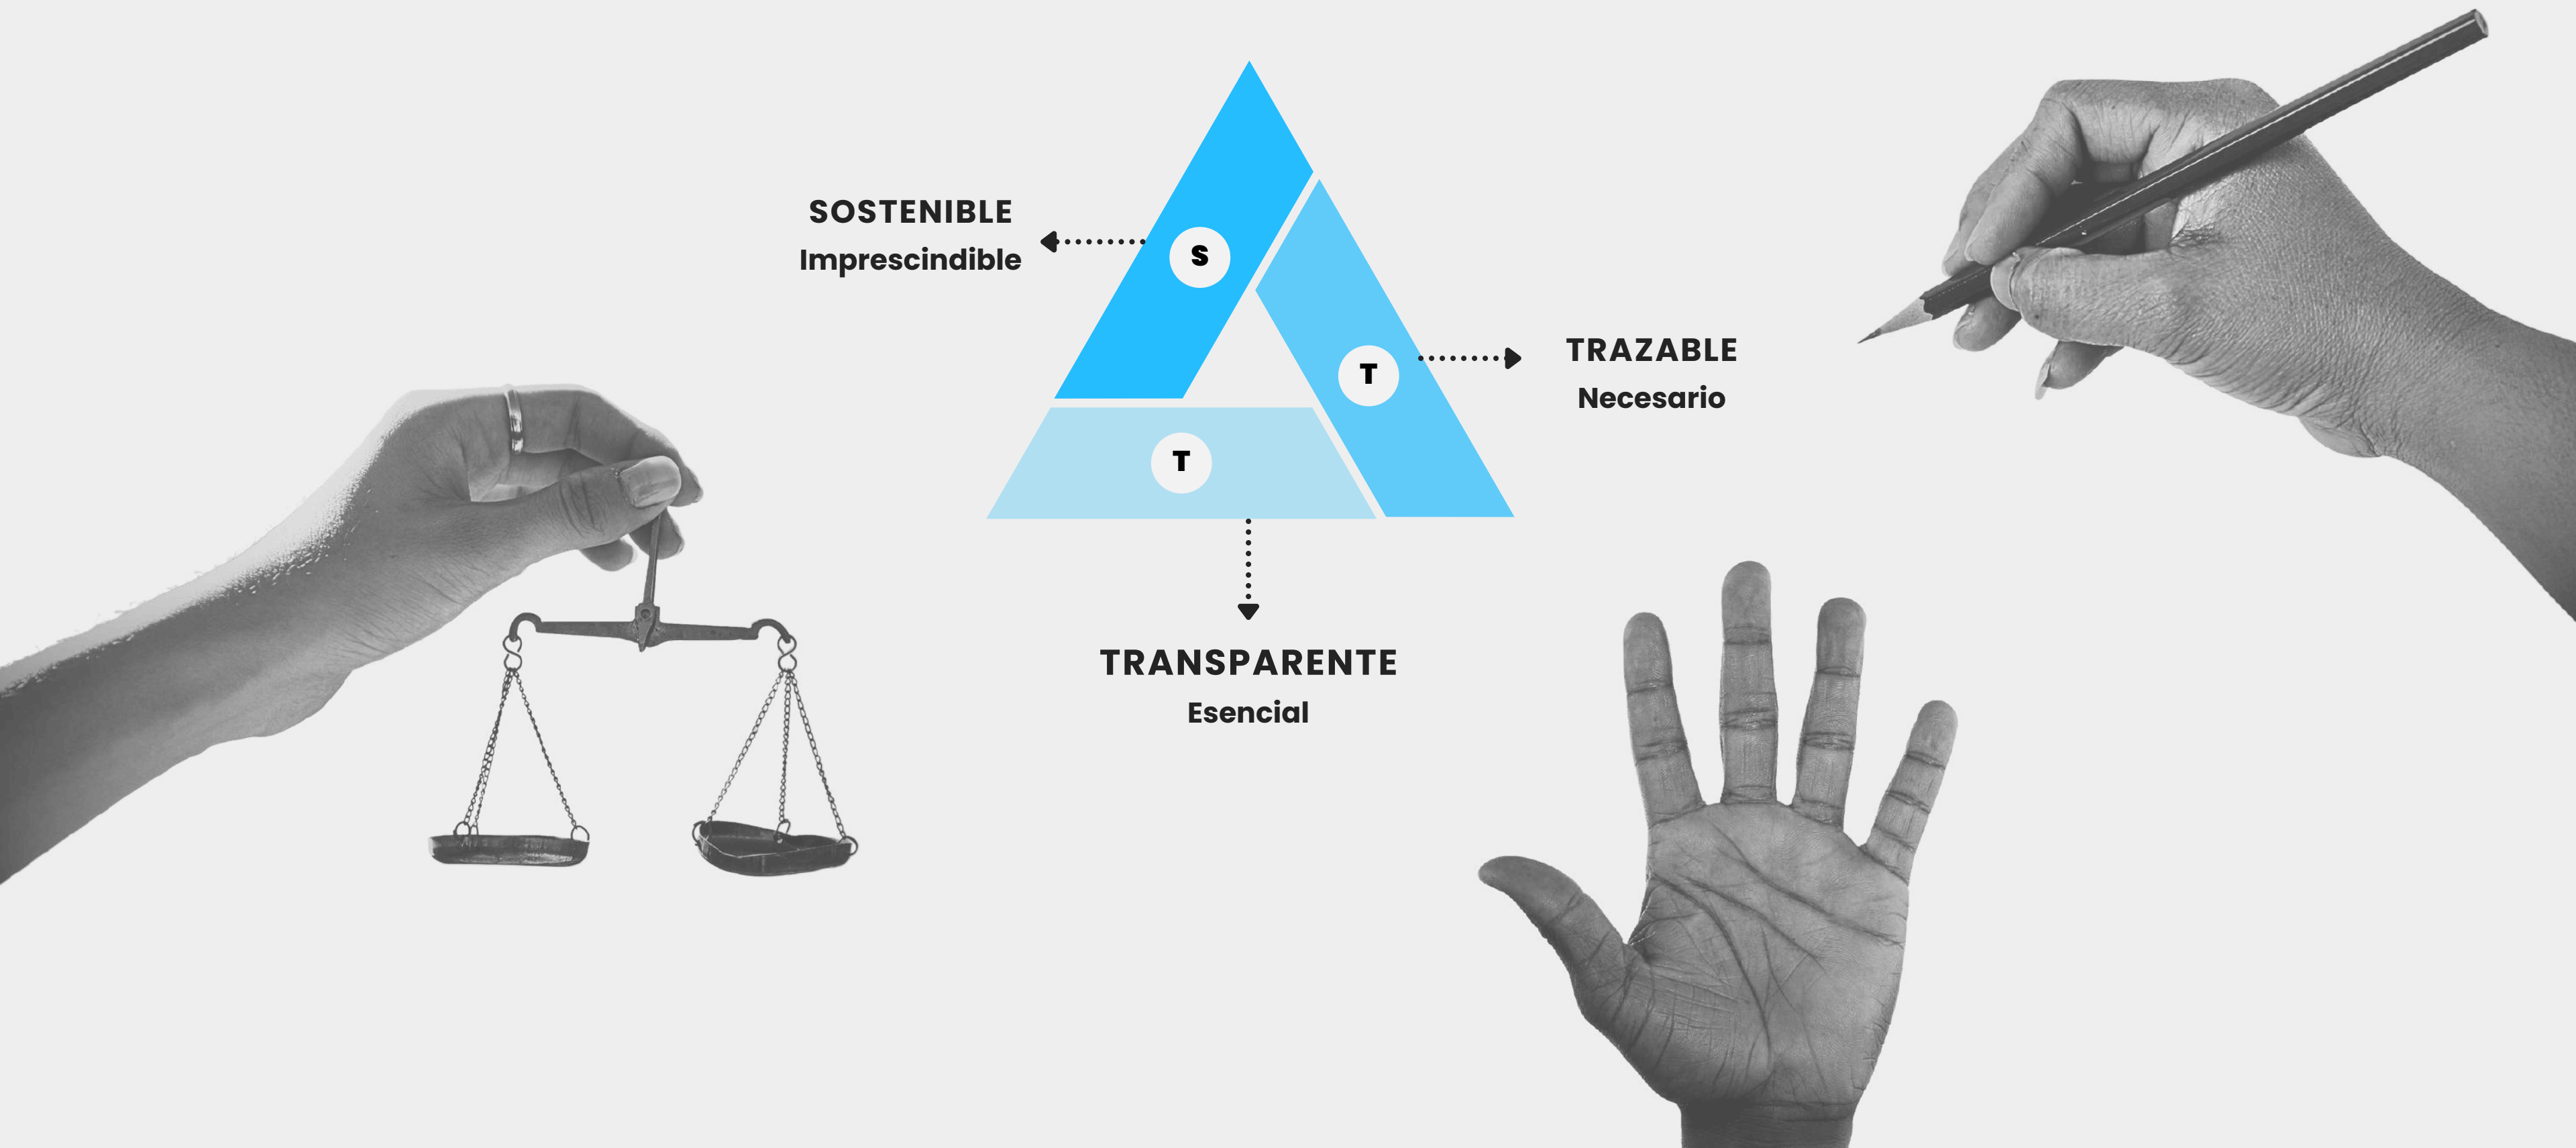 SOSTENIBLE
Imprescindible
S
TRAZABLE
Necesario
T
T
TRANSPARENTE
Esencial